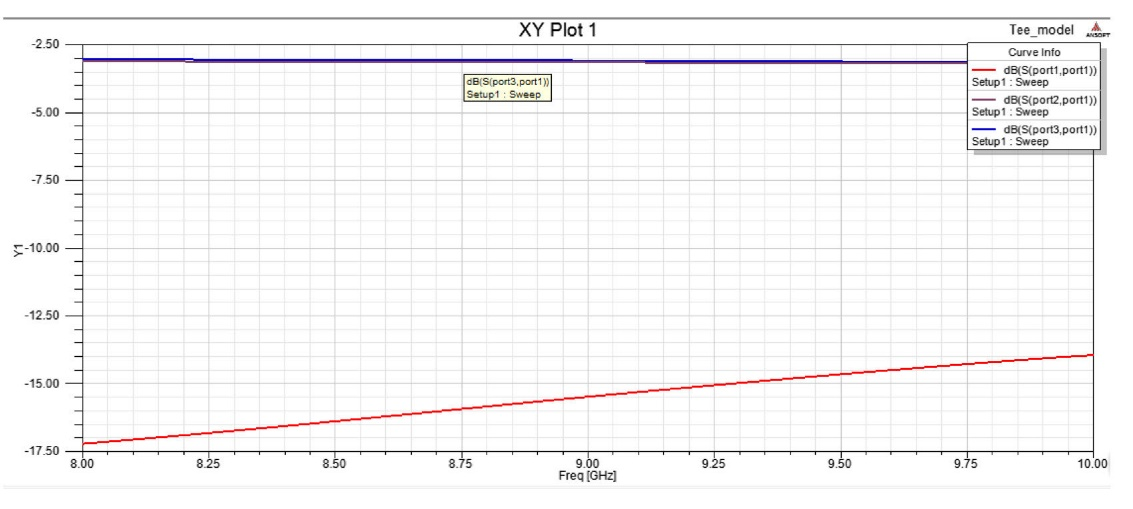 XY Plot 1
Tee_model
ANSOFT
Curve Info
dB(S(port1,port1))
Setup1 : Sweep
dB(S(port2,port1))
Setup1 : Sweep
dB(S(port3,port1))
Setup1 : Sweep
dB(S(port3,port1))
Setup1 : Sweep
Y1
-2.50
-5.00
-7.50
-10.00
-12.50
-15.00
-17.50
8.00 8.25 8.50 8.75 9.00 9.25 9.50 9.75 10.00
Freq [GHz]